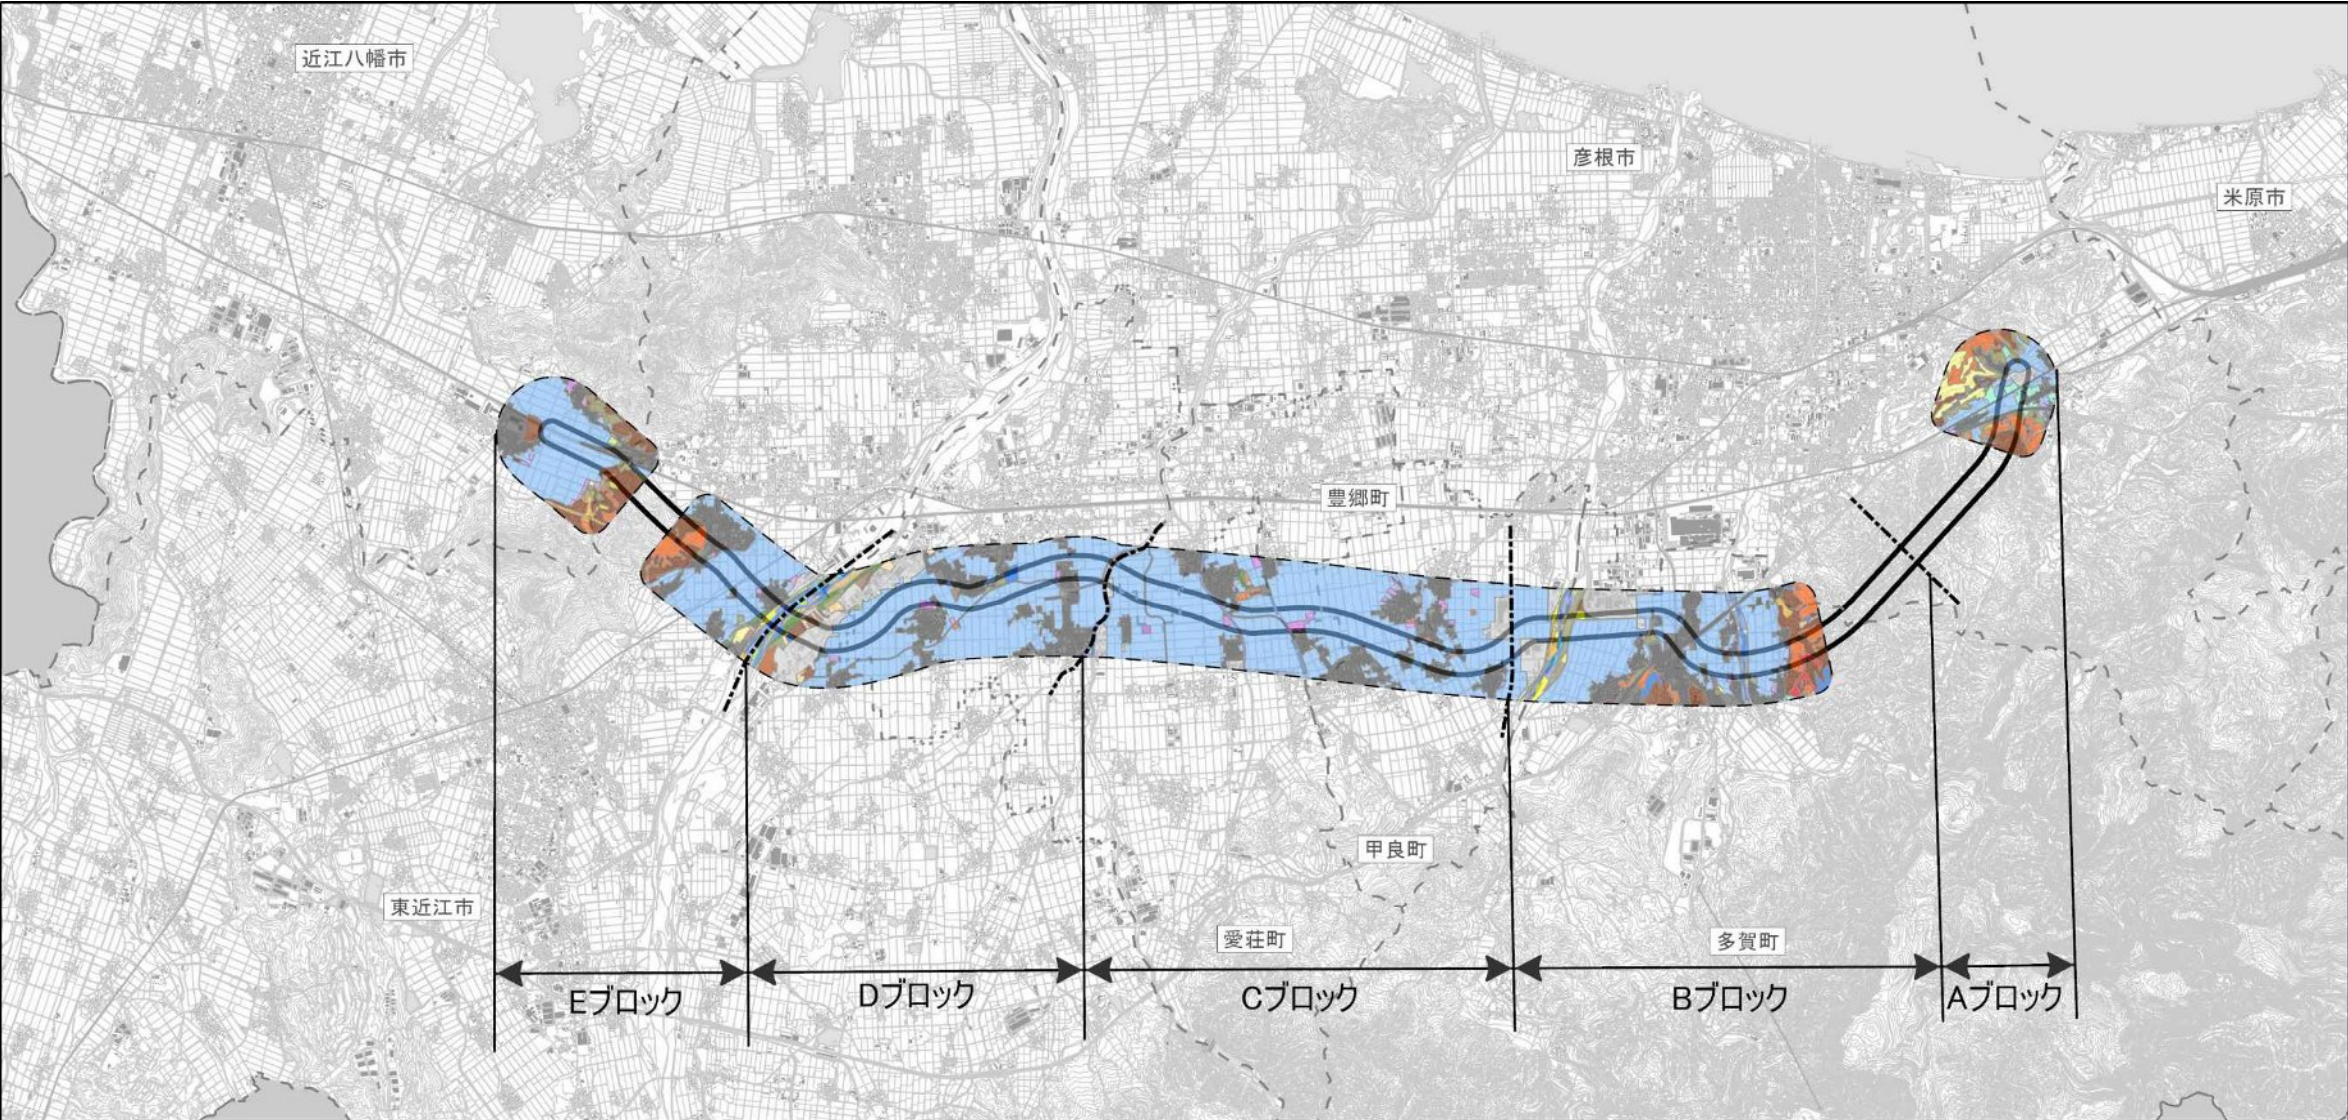 近江八幡市
彦根市
米原市
豊郷町
甲良町
東近江市
愛荘町
多賀町
Eブロック
Dブロック
Cブロック
Bブロック
Aブロック